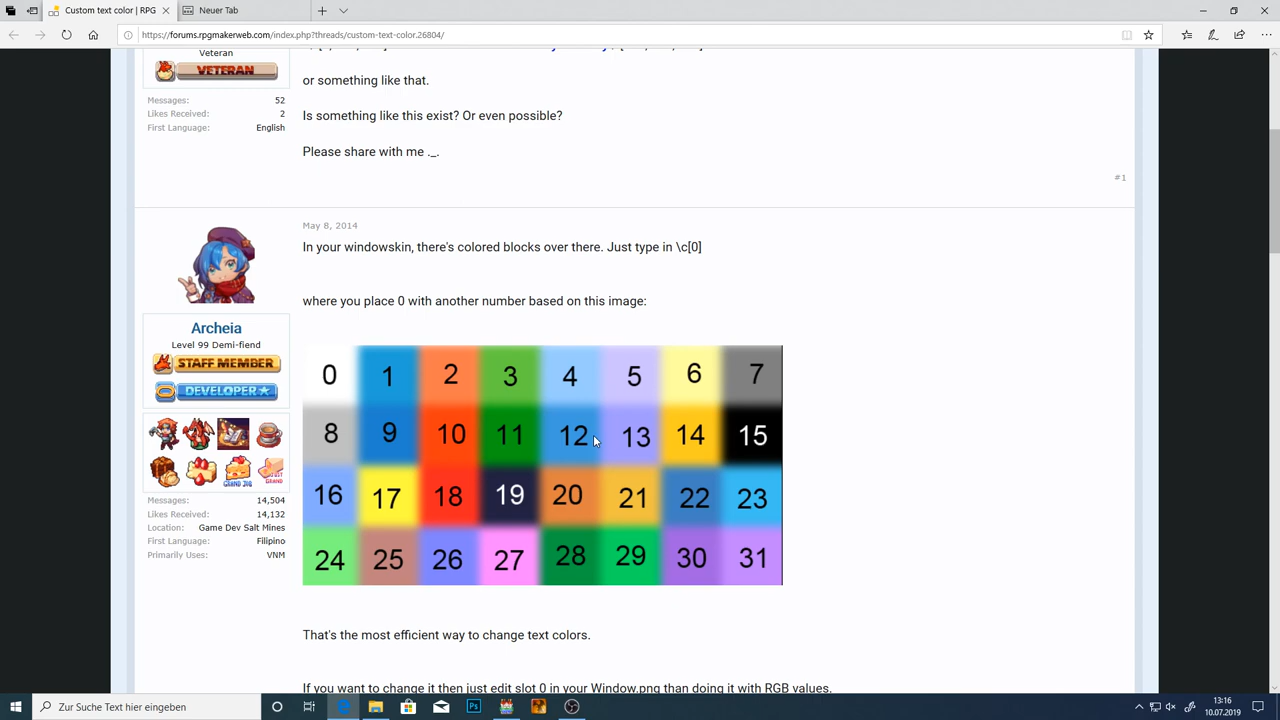 Custom text color | RPG
Neuer Tab
https://forums.rpgmakerweb.com/index.php?threads/custom-text-color.26804/
Veteran
VETERAN
Messages: 52
Likes Received: 2
First Language: English
or something like that.
Is something like this exist? Or even possible?
Please share with me ._.
#1
May 8, 2014
In your windowskin, there's colored blocks over there. Just type in \c[0]
where you place 0 with another number based on this image:
Archeia
Level 99 Demi-fiend
STAFF MEMBER
DEVELOPER
GRAND JOB
JUST GRAND
Messages: 14,504
Likes Received: 14,132
Location: Game Dev Salt Mines
First Language: Filipino
Primarily Uses: VNM
0 1 2 3 4 5 6 7
8 9 10 11 12 13 14 15
16 17 18 19 20 21 22 23
24 25 26 27 28 29 30 31
That's the most efficient way to change text colors.
If you want to change it then just edit slot 0 in your Window.png than doing it with RGB values.
Zur Suche Text hier eingeben
Ps
13:16
10.07.2019